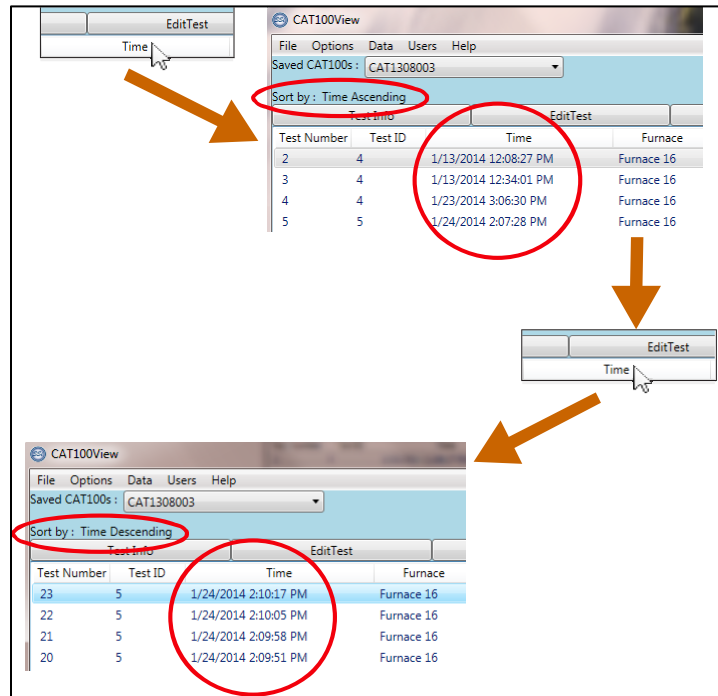 EditTest
Time
CAT100View
File Options Data Users Help
Saved CAT100s : CAT1308003
Sort by : Time Ascending
Test Info EditTest
Test Number Test ID Time Furnace
2 4 1/13/2014 12:08:27 PM Furnace 16
3 4 1/13/2014 12:34:01 PM Furnace 16
4 4 1/23/2014 3:06:30 PM Furnace 16
5 5 1/24/2014 2:07:28 PM Furnace 16
EditTest
Time
CAT100View
File Options Data Users Help
Saved CAT100s : CAT1308003
Sort by : Time Descending
Test Info EditTest
Test Number Test ID Time Furnace
23 5 1/24/2014 2:10:17 PM Furnace 16
22 5 1/24/2014 2:10:05 PM Furnace 16
21 5 1/24/2014 2:09:58 PM Furnace 16
20 5 1/24/2014 2:09:51 PM Furnace 16